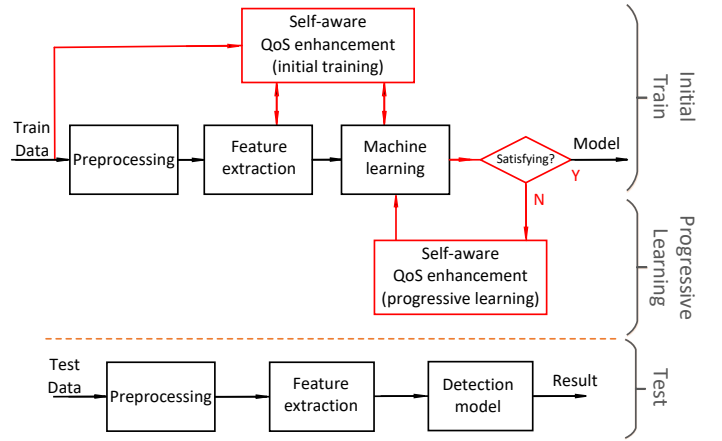 Self-aware
QoS enhancement
(initial training)
Initial
Train
Train
Data
Preprocessing
Feature
extraction
Machine
learning
Satisfying?
Model
Y
N
Self-aware
QoS enhancement
(progressive learning)
Progressive
Learning
Test
Data
Preprocessing
Feature
extraction
Detection
model
Result
Test